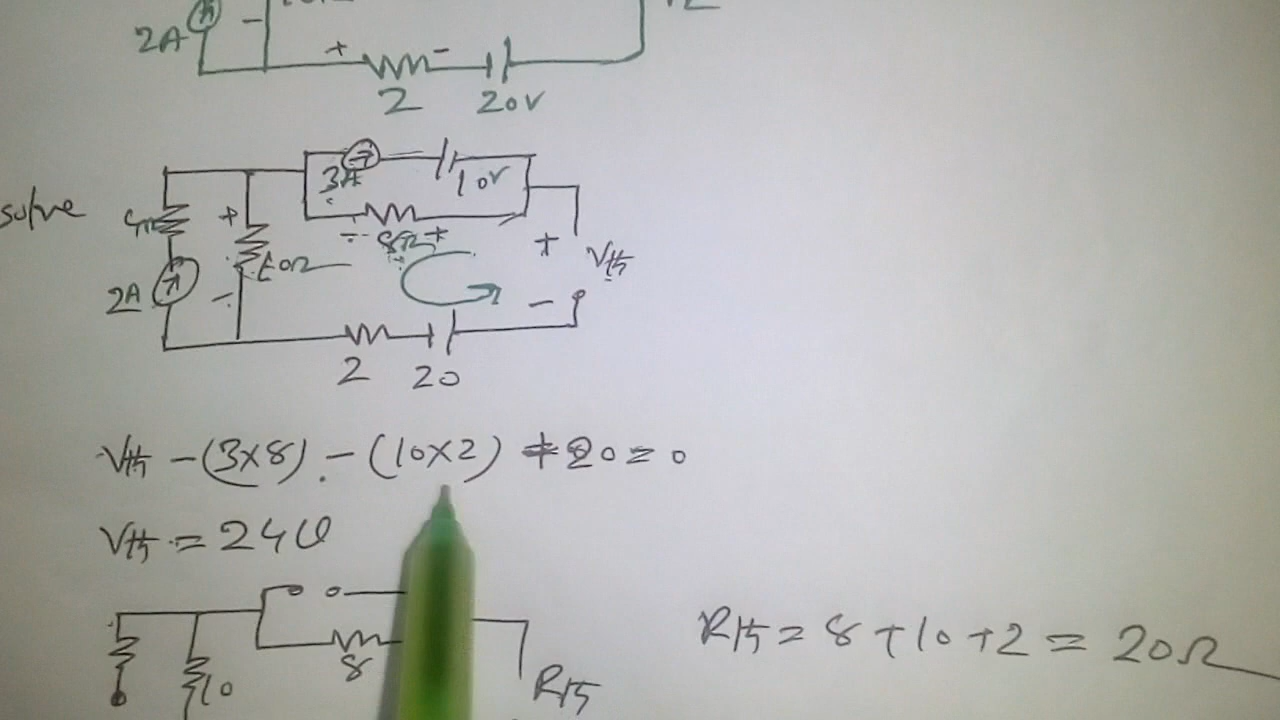 2A
-
+
-
2
20V
solve
3A
10V
+
8Ω
+
+
Vth
2A
-
-
2
20
Vth - (3×8) - (10×2) + 20 = 0
Vth = 24V
8
10
Rth
Rth = 8 + 10 + 2 = 20Ω